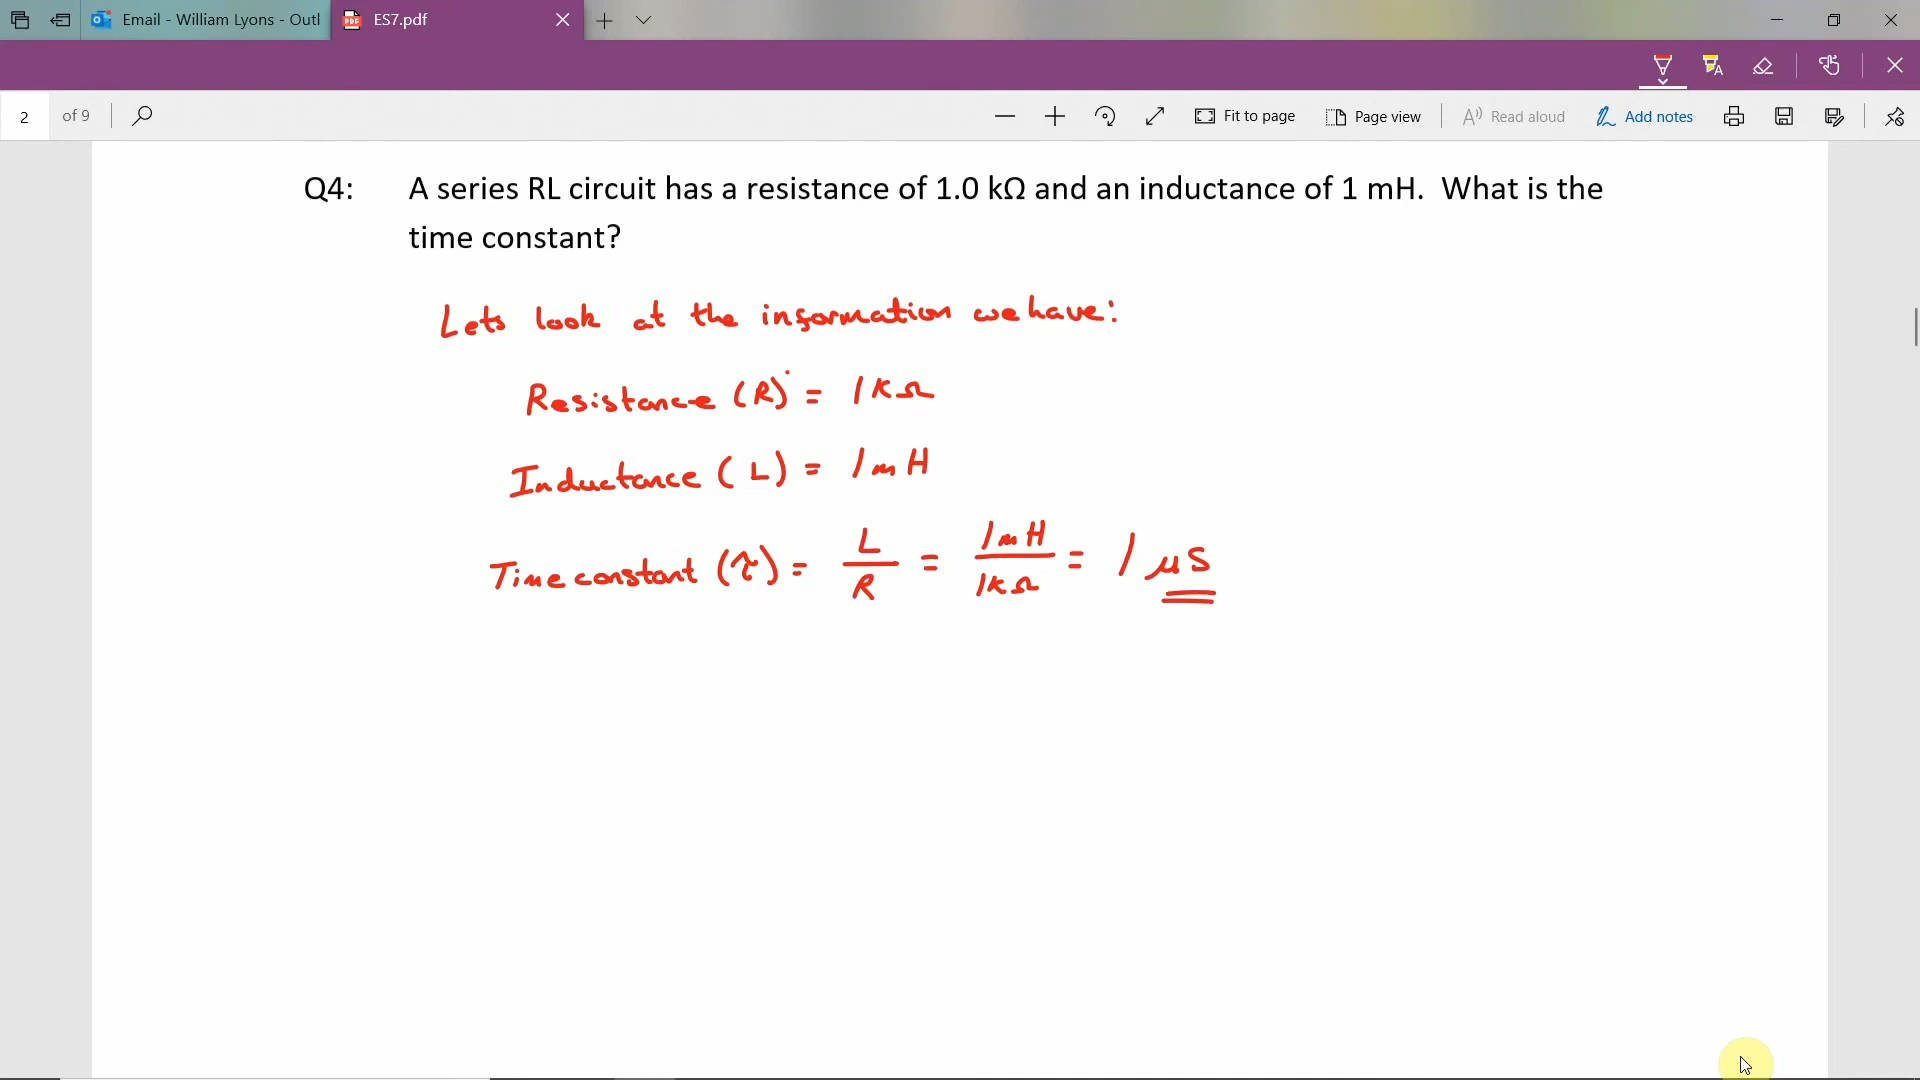 Email - William Lyons - Outl
ES7.pdf
2 of 9
Fit to page
Page view
Read aloud
Add notes
Q4: A series RL circuit has a resistance of 1.0 kΩ and an inductance of 1 mH. What is the
time constant?
Lets look at the information we have:
Resistance (R) = 1kΩ
Inductance (L) = 1mH
Time constant (τ) = L/R = 1mH/1kΩ = 1 μs